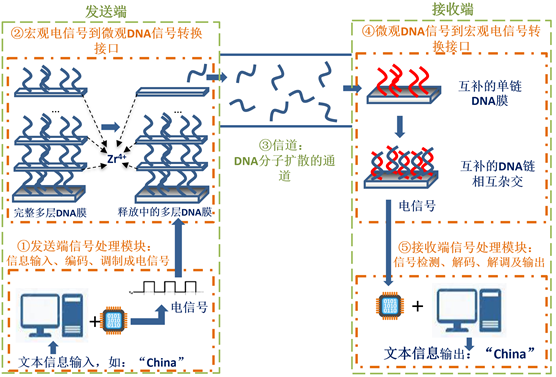 发送端
②宏观电信号到微观DNA信号转换
接口
...
...
Zr⁴⁺
完整多层DNA膜
释放中的多层DNA膜
①发送端信号处理模块：
信息输入、编码、调制成电信号
电信号
+
文本信息输入，如：“China”
③信道：
DNA分子扩散的通
道
接收端
④微观DNA信号到宏观电信号转
换接口
互补的单链
DNA膜
互补的DNA链
相互杂交
电信号
⑤接收端信号处理模块：
信号检测、解码、解调及输出
+
文本信息输出：“China”